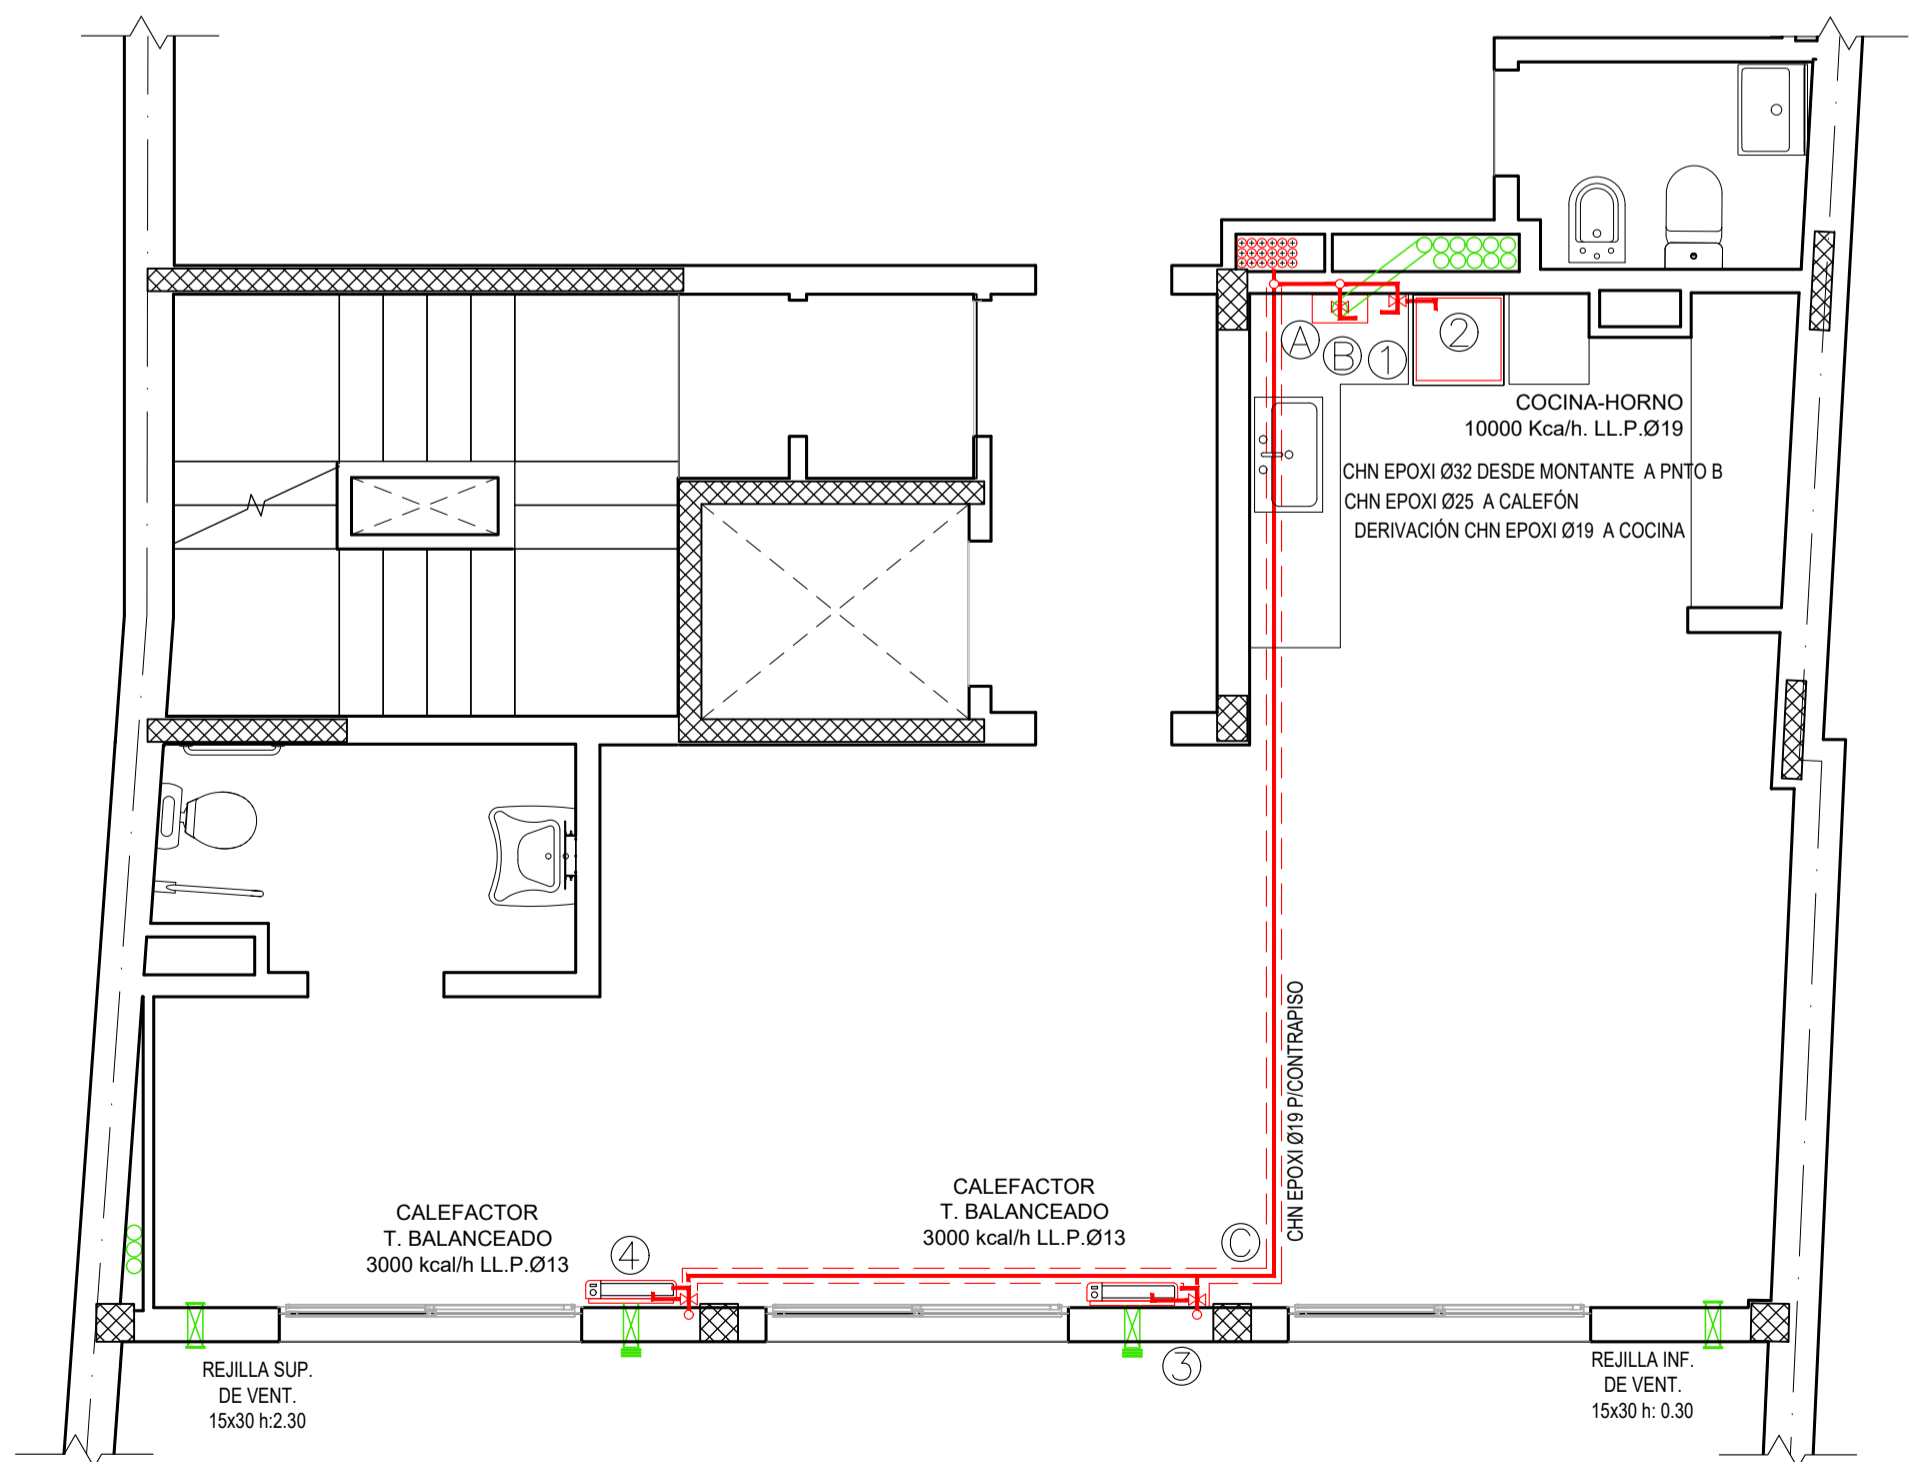 A
B
1
2
COCINA-HORNO
10000 Kca/h. LL.P.Ø19
CHN EPOXI Ø32 DESDE MONTANTE A PNTO B
CHN EPOXI Ø25 A CALEFÓN
DERIVACIÓN CHN EPOXI Ø19 A COCINA
CHN EPOXI Ø19 P/CONTRAPISO
CALEFACTOR
T. BALANCEADO
3000 kcal/h LL.P.Ø13
4
CALEFACTOR
T. BALANCEADO
3000 kcal/h LL.P.Ø13
C
3
REJILLA SUP.
DE VENT.
15x30 h:2.30
REJILLA INF.
DE VENT.
15x30 h: 0.30